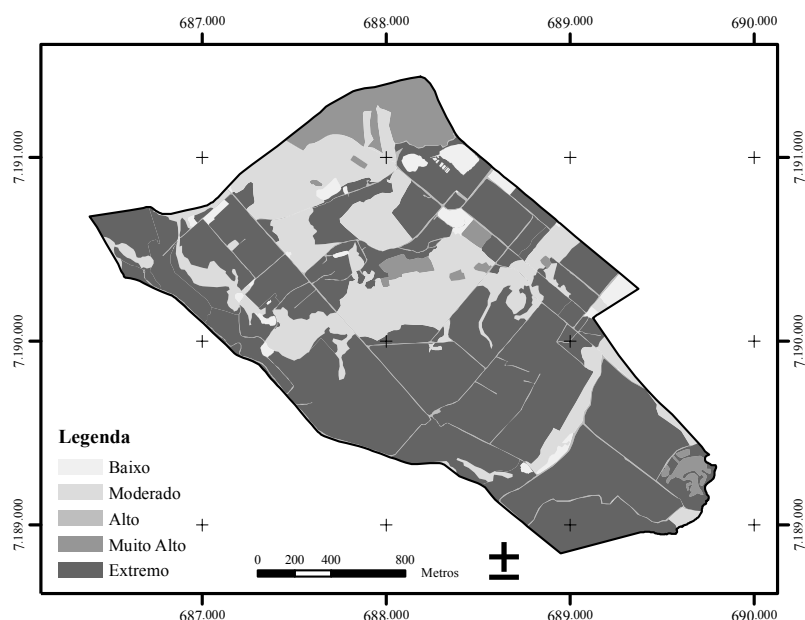 687.000 688.000 689.000 690.000
7.191.000 7.191.000
7.190.000 7.190.000
Legenda
Baixo
Moderado
Alto
Muito Alto
Extremo
7.189.000 7.189.000
0 200 400 800
Metros
687.000 688.000 689.000 690.000